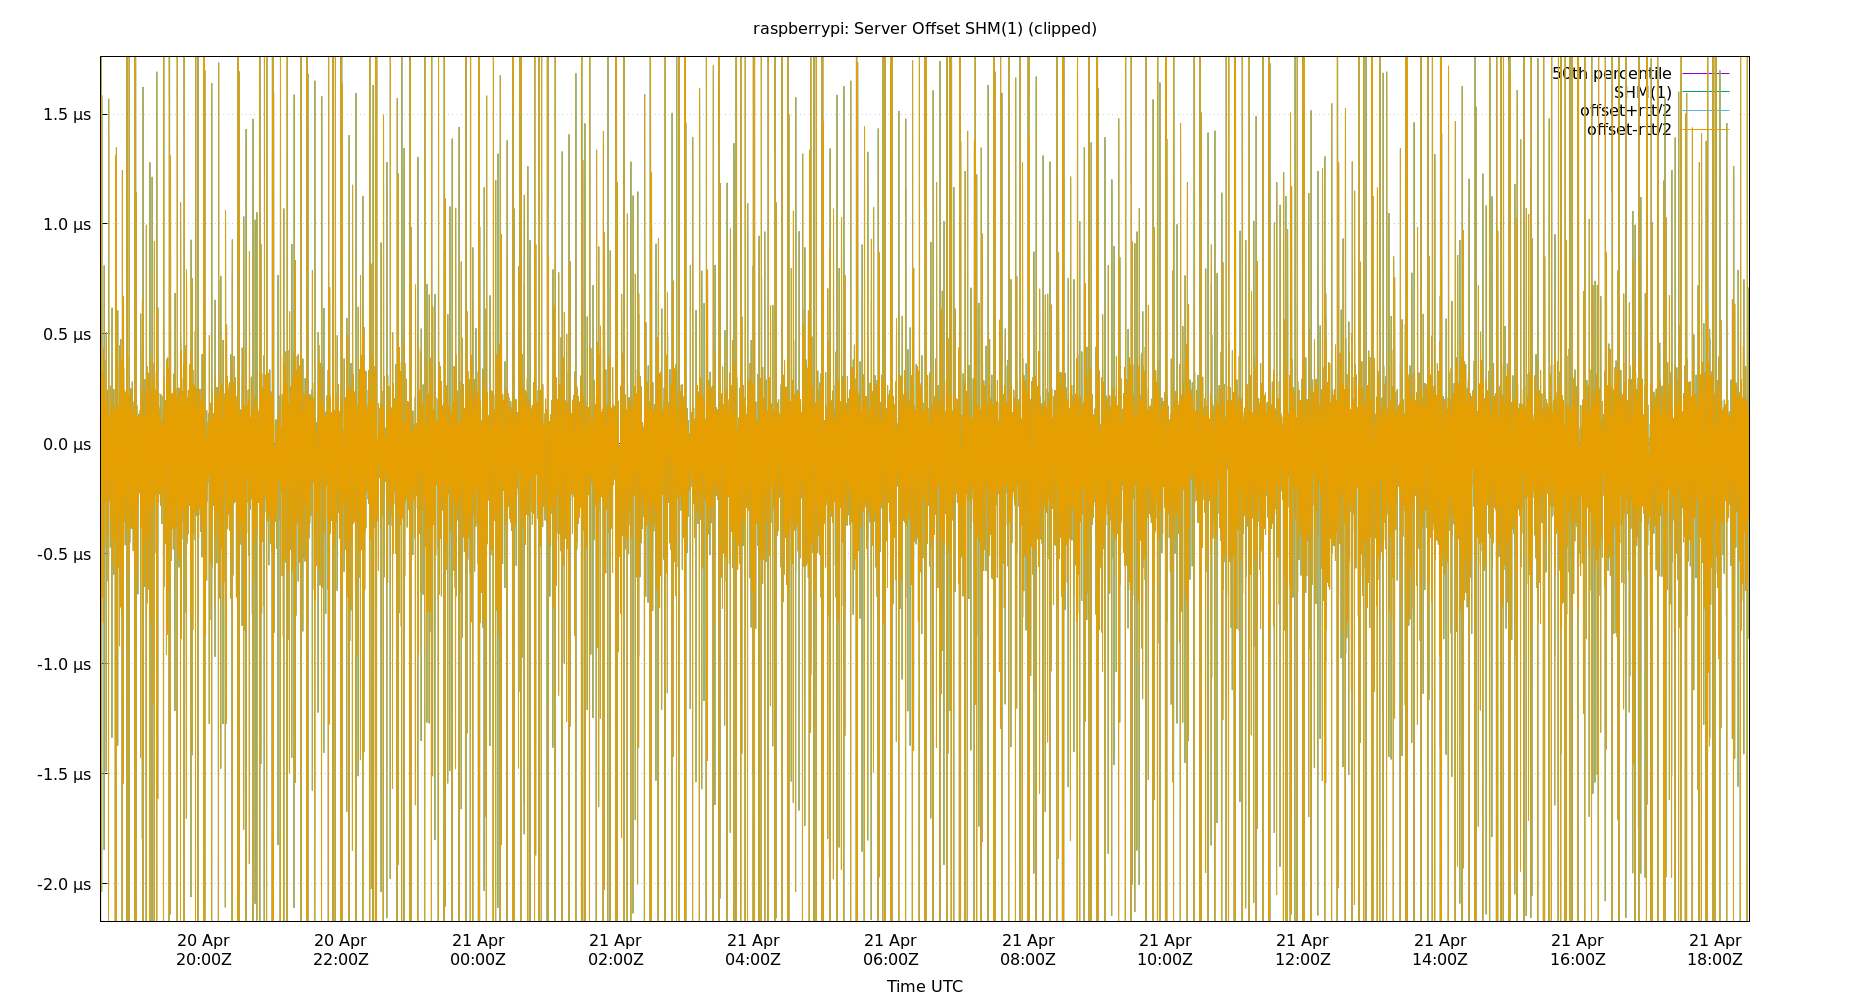 raspberrypi: Server Offset SHM(1) (clipped)
50th percentile
SHM(1)
offset+rtt/2
offset-rtt/2
1.5 µs
1.0 µs
0.5 µs
0.0 µs
-0.5 µs
-1.0 µs
-1.5 µs
-2.0 µs
20 Apr 20 Apr 21 Apr 21 Apr 21 Apr 21 Apr 21 Apr 21 Apr 21 Apr 21 Apr 21 Apr 21 Apr
20:00Z 22:00Z 00:00Z 02:00Z 04:00Z 06:00Z 08:00Z 10:00Z 12:00Z 14:00Z 16:00Z 18:00Z
Time UTC